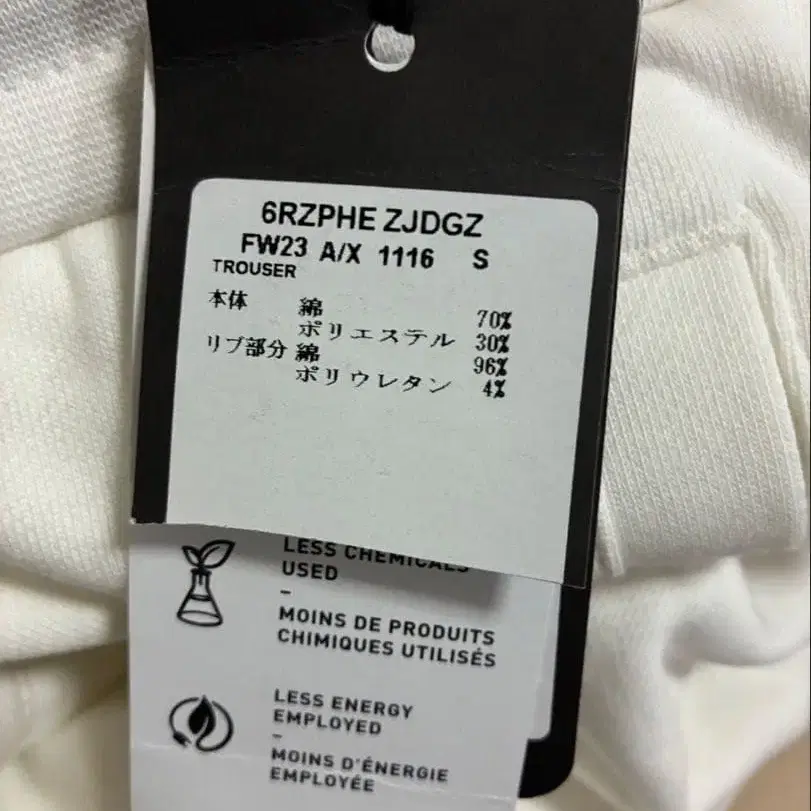 6RZPHE ZJDGZ
FW23 A/X 1116 S
TROUSER
本体 綿 70%
ポリエステル 30%
リブ部分 綿 96%
ポリウレタン 4%
LESS CHEMICALS
USED
–
MOINS DE PRODUITS
CHIMIQUES UTILISÉS
LESS ENERGY
EMPLOYED
–
MOINS D'ÉNERGIE
EMPLOYÉE